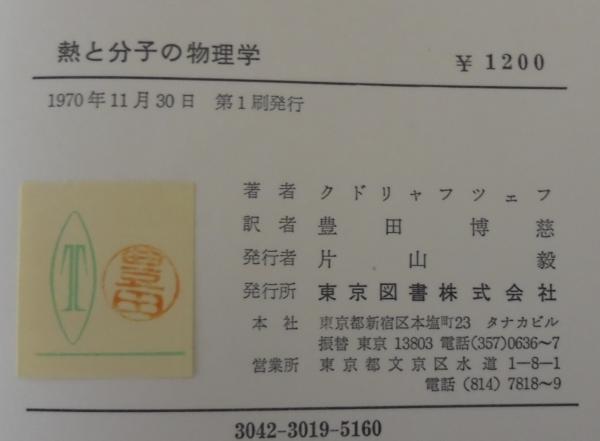 熱と分子の物理学
¥ 1200
1970年11月30日 第1刷発行
著者 クドリャフツェフ
訳者 豊田博慈
発行者 片山毅
発行所 東京図書株式会社
本社 東京都新宿区本塩町23 タナカビル
振替 東京 13803 電話(357)0636~7
営業所 東京都文京区水道1-8-1
電話 (814) 7818~9
T
3042-3019-5160